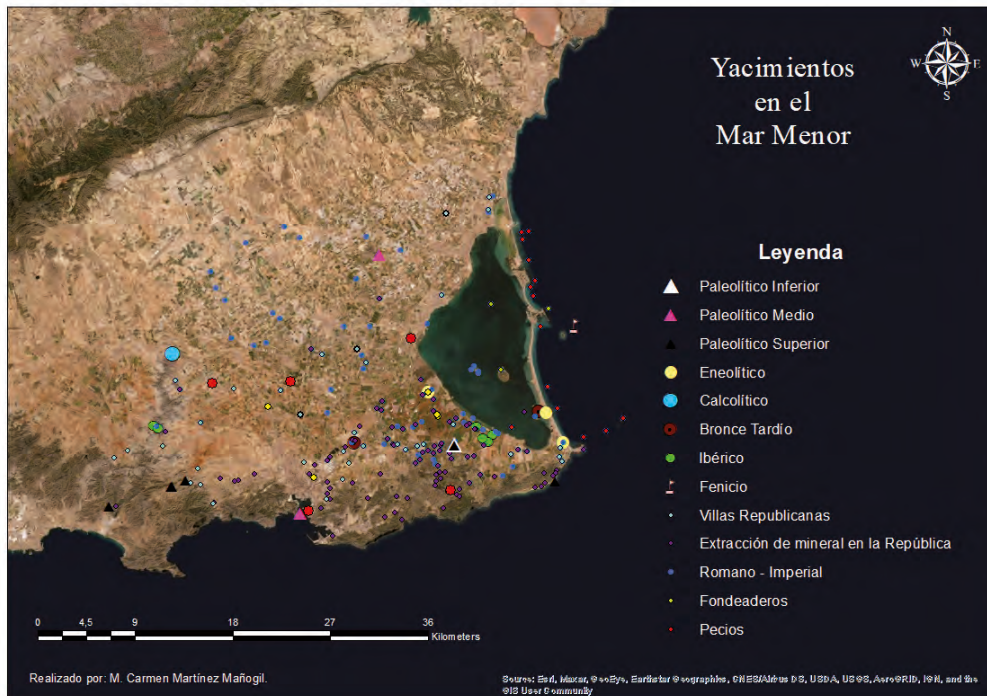 Yacimientos
en el
Mar Menor
N
W E
S
Leyenda
Paleolítico Inferior
Paleolítico Medio
Paleolítico Superior
Eneolítico
Calcolítico
Bronce Tardío
Ibérico
Fenicio
Villas Republicanas
Extracción de mineral en la República
Romano - Imperial
Fondeaderos
Pecios
0 4,5 9 18 27 36
Kilometers
Realizado por: M. Carmen Martínez Mañogil.
Source: Esri, Maxar, GeoEye, Earthstar Geographics, CNES/Airbus DS, USDA, USGS, AeroGRID, IGN, and the
GIS User Community